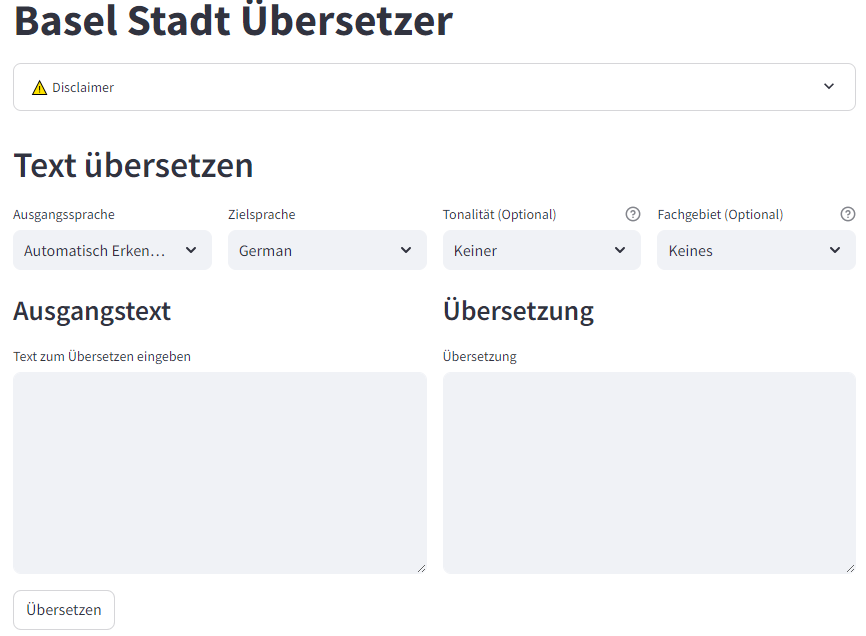 Basel Stadt Übersetzer
Disclaimer
Text übersetzen
Ausgangssprache Zielsprache Tonalität (Optional) Fachgebiet (Optional)
Automatisch Erken... German Keiner Keines
Ausgangstext Übersetzung
Text zum Übersetzen eingeben Übersetzung
Übersetzen